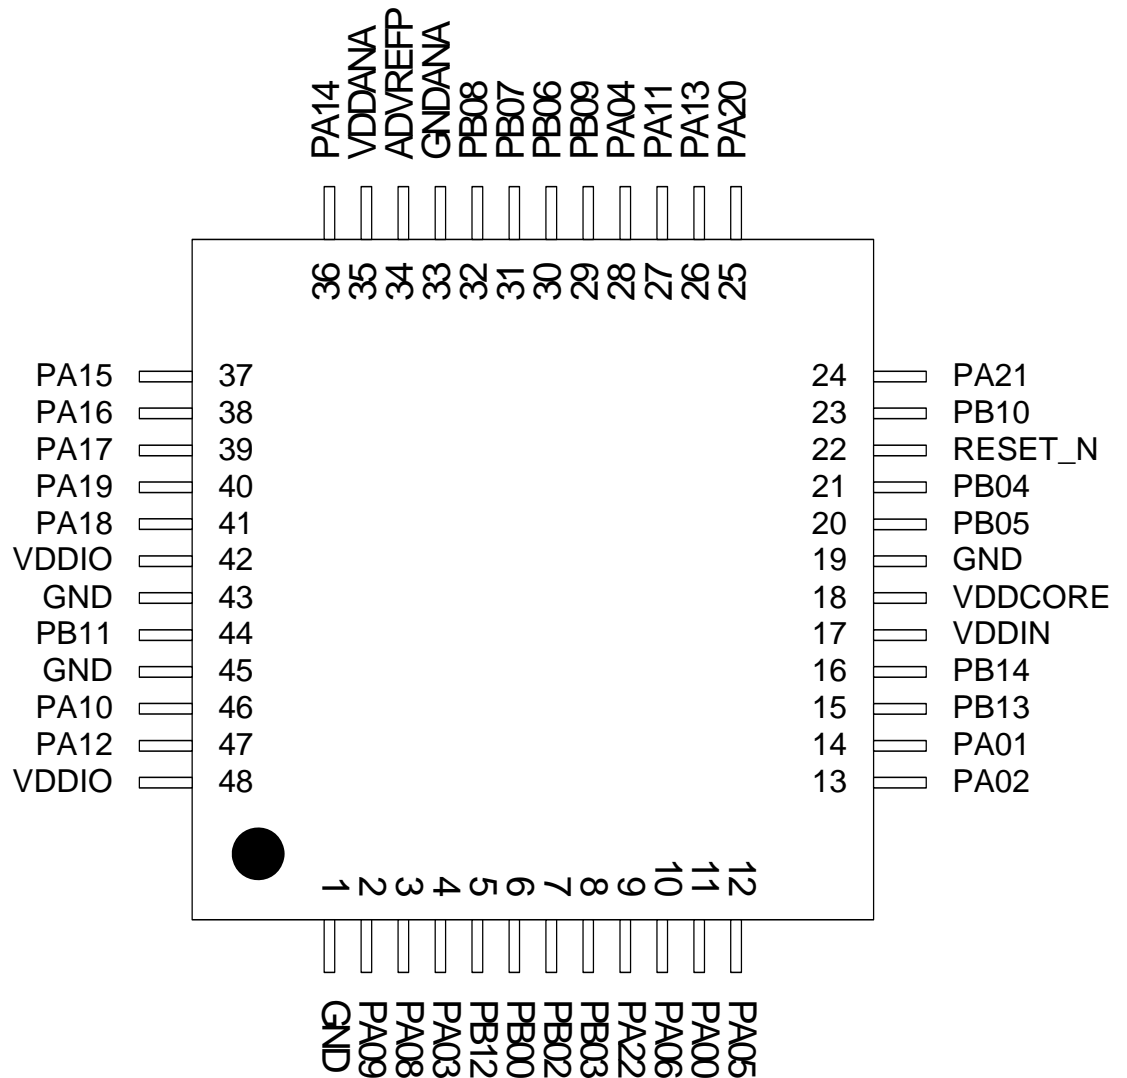 PA14 VDDANA ADVREFP GNDANA PB08 PB07 PB06 PB09 PA04 PA11 PA13 PA20
36 35 34 33 32 31 30 29 28 27 26 25
PA15 37 24 PA21
PA16 38 23 PB10
PA17 39 22 RESET_N
PA19 40 21 PB04
PA18 41 20 PB05
VDDIO 42 19 GND
GND 43 18 VDDCORE
PB11 44 17 VDDIN
GND 45 16 PB14
PA10 46 15 PB13
PA12 47 14 PA01
VDDIO 48 13 PA02
1 2 3 4 5 6 7 8 9 10 11 12
GND PA09 PA08 PA03 PB12 PB00 PB02 PB03 PA22 PA06 PA00 PA05